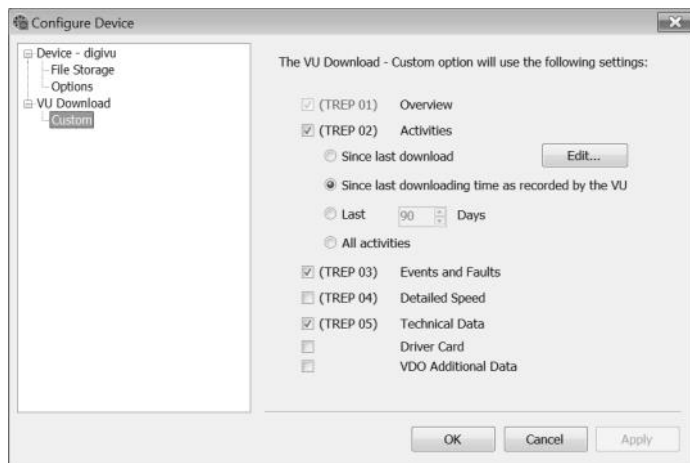 Configure Device
Device - digivu
File Storage
Options
VU Download
Custom
The VU Download - Custom option will use the following settings:
(TREP 01) Overview
(TREP 02) Activities
Since last download Edit...
Since last downloading time as recorded by the VU
Last 90 Days
All activities
(TREP 03) Events and Faults
(TREP 04) Detailed Speed
(TREP 05) Technical Data
Driver Card
VDO Additional Data
OK Cancel Apply